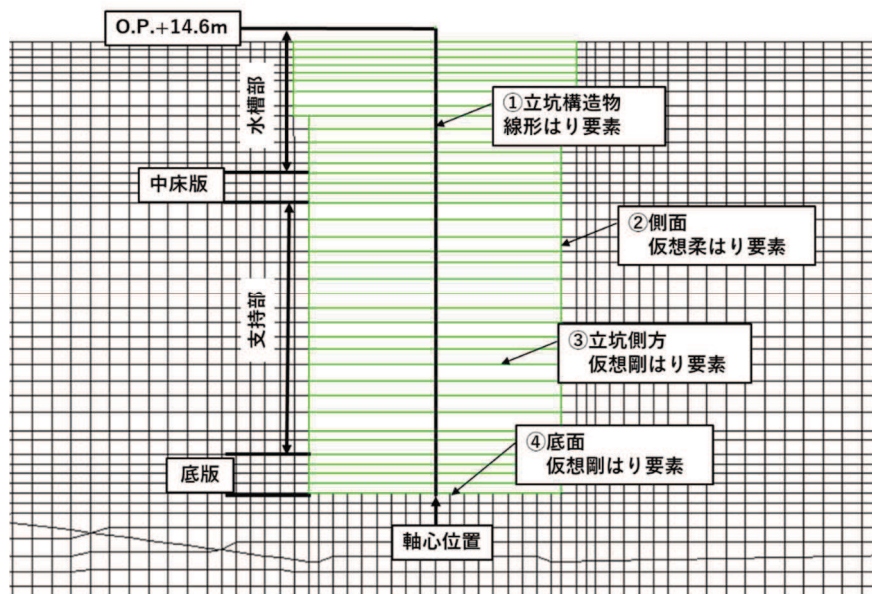 O.P.+14.6m
水槽部
①立坑構造物
線形はり要素
中床版
②側面
仮想柔はり要素
支持部
③立坑側方
仮想剛はり要素
④底面
仮想剛はり要素
底版
軸心位置